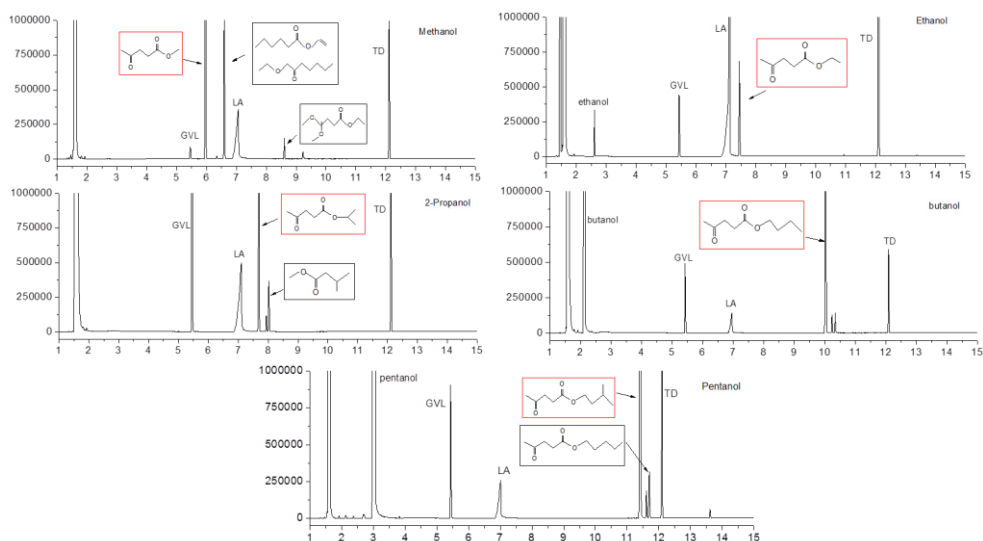 Methanol
1000000
750000
500000
250000
0
O
O
O
O
O
O
O
O
O
O
O
O
GVL
LA
TD
1 2 3 4 5 6 7 8 9 10 11 12 13 14 15
Ethanol
1000000
750000
500000
250000
0
ethanol
GVL
LA
O
O
O
TD
1 2 3 4 5 6 7 8 9 10 11 12 13 14 15
2-Propanol
1000000
750000
500000
250000
0
GVL
LA
O
O
O
O
O
TD
1 2 3 4 5 6 7 8 9 10 11 12 13 14 15
butanol
1000000
750000
500000
250000
0
butanol
GVL
LA
O
O
O
TD
1 2 3 4 5 6 7 8 9 10 11 12 13 14 15
Pentanol
1000000
750000
500000
250000
0
pentanol
GVL
LA
O
O
O
O
O
O
TD
1 2 3 4 5 6 7 8 9 10 11 12 13 14 15